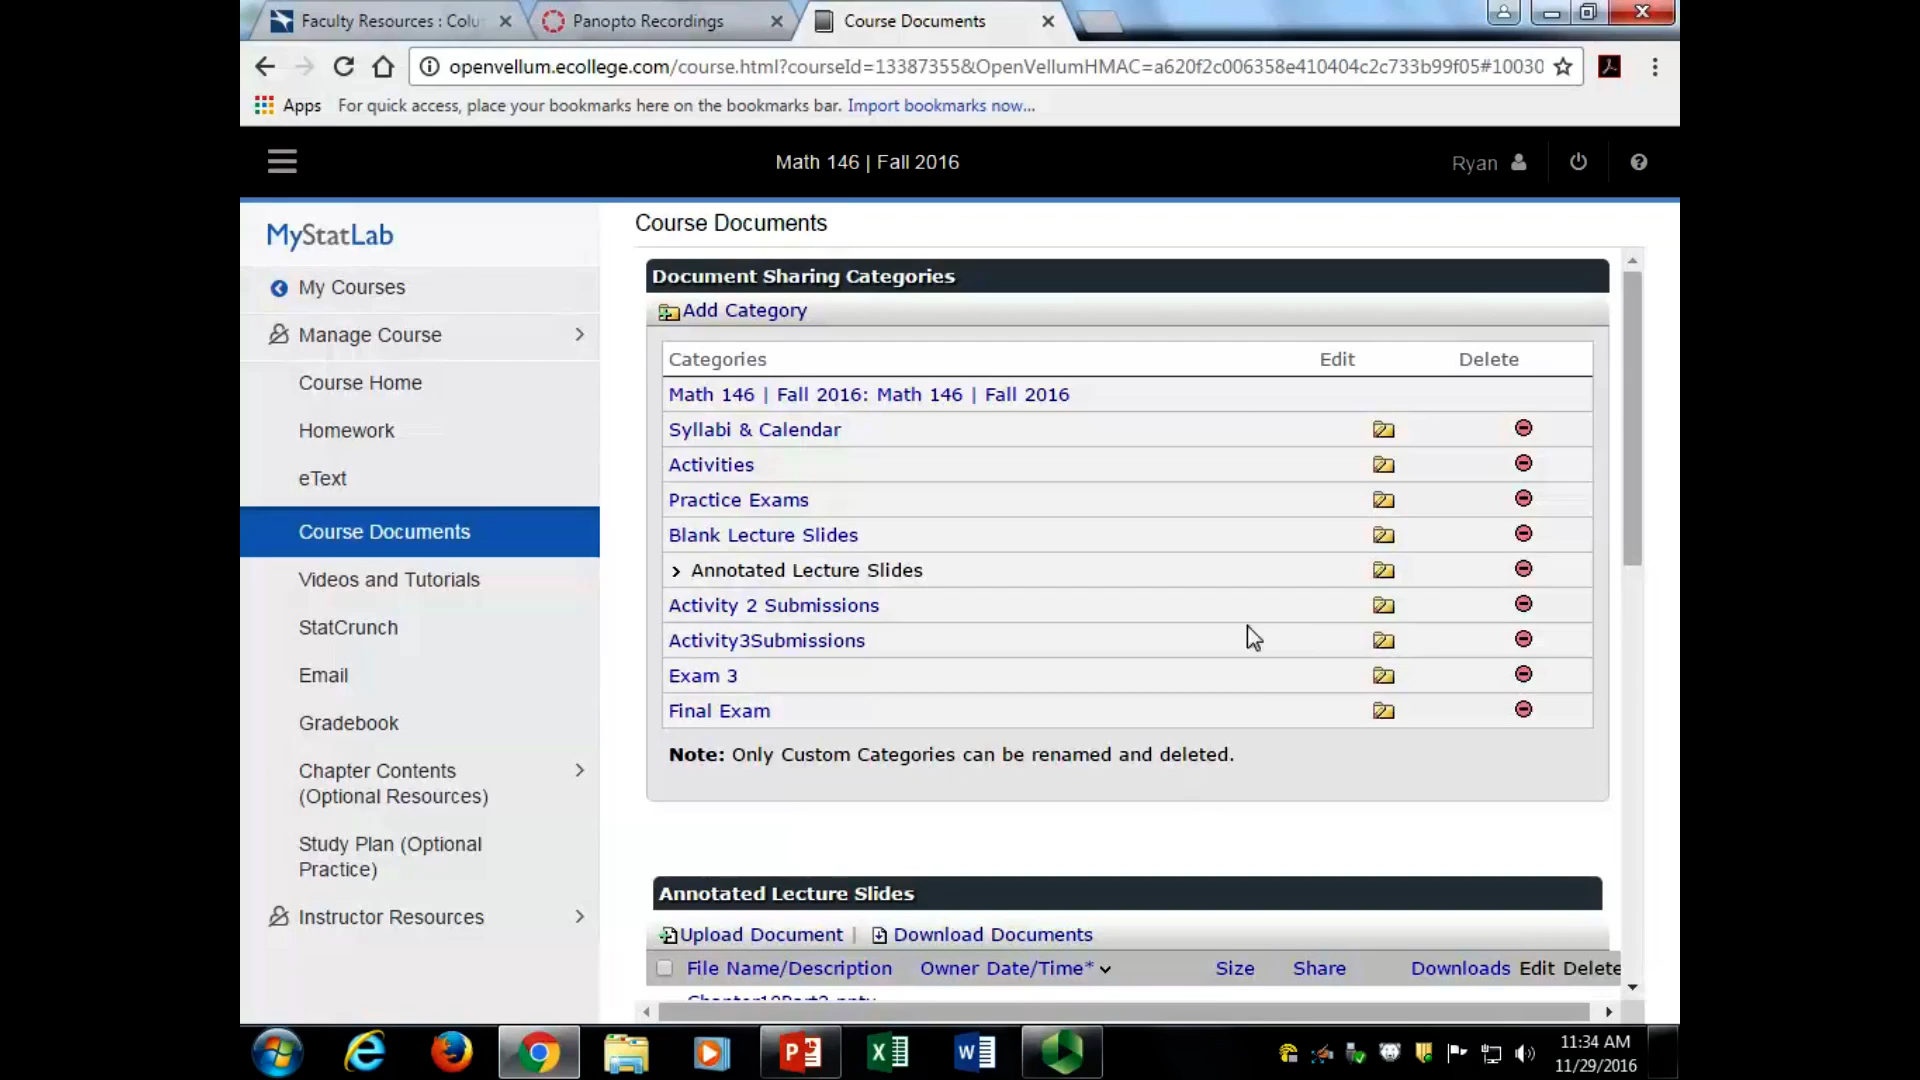 Faculty Resources : Colu
Panopto Recordings
Course Documents
openvellum.ecollege.com/course.html?courseId=13387355&OpenVellumHMAC=a620f2c006358e410404c2c733b99f05#10030
Apps For quick access, place your bookmarks here on the bookmarks bar. Import bookmarks now...
Math 146 | Fall 2016
Ryan
MyStatLab
My Courses
Manage Course
Course Home
Homework
eText
Course Documents
Videos and Tutorials
StatCrunch
Email
Gradebook
Chapter Contents
(Optional Resources)
Study Plan (Optional
Practice)
Instructor Resources
Course Documents
Document Sharing Categories
Add Category
Categories Edit Delete
Math 146 | Fall 2016: Math 146 | Fall 2016
Syllabi & Calendar
Activities
Practice Exams
Blank Lecture Slides
> Annotated Lecture Slides
Activity 2 Submissions
Activity3Submissions
Exam 3
Final Exam
Note: Only Custom Categories can be renamed and deleted.
Annotated Lecture Slides
Upload Document | Download Documents
File Name/Description Owner Date/Time* Size Share Downloads Edit Delete
11:34 AM
11/29/2016